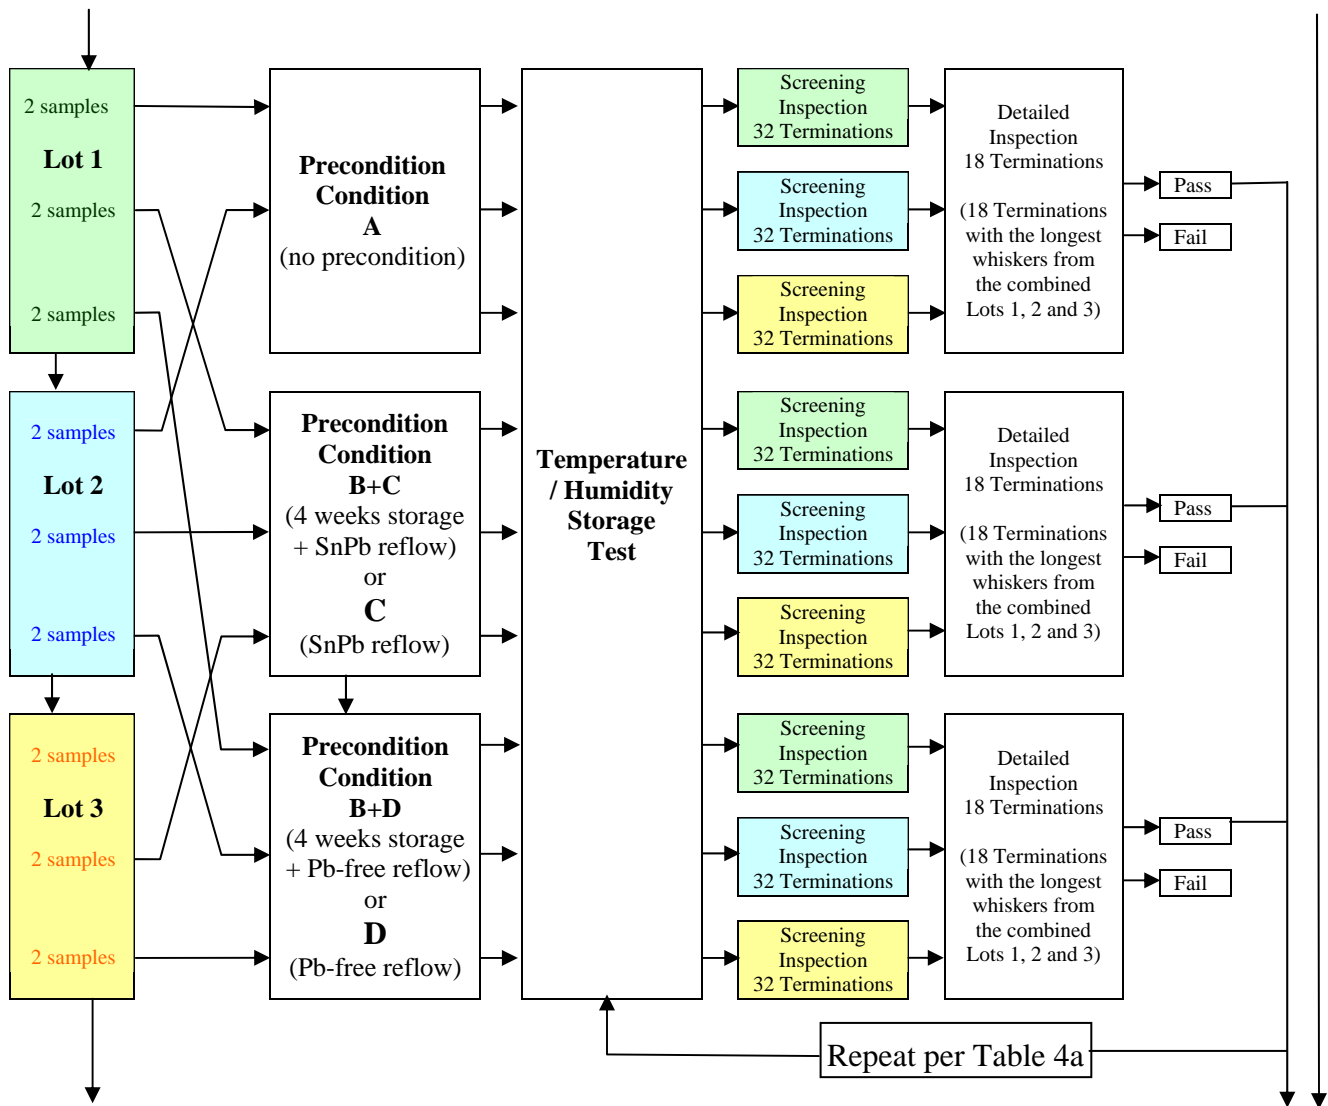 2 samples
Lot 1
2 samples
2 samples
2 samples
Lot 2
2 samples
2 samples
2 samples
Lot 3
2 samples
2 samples
Precondition
Condition
A
(no precondition)
Precondition
Condition
B+C
(4 weeks storage
+ SnPb reflow)
or
C
(SnPb reflow)
Precondition
Condition
B+D
(4 weeks storage
+ Pb-free reflow)
or
D
(Pb-free reflow)
Temperature
/ Humidity
Storage
Test
Screening
Inspection
32 Terminations
Screening
Inspection
32 Terminations
Screening
Inspection
32 Terminations
Screening
Inspection
32 Terminations
Screening
Inspection
32 Terminations
Screening
Inspection
32 Terminations
Screening
Inspection
32 Terminations
Screening
Inspection
32 Terminations
Screening
Inspection
32 Terminations
Detailed
Inspection
18 Terminations
(18 Terminations
with the longest
whiskers from
the combined
Lots 1, 2 and 3)
Pass
Fail
Detailed
Inspection
18 Terminations
(18 Terminations
with the longest
whiskers from
the combined
Lots 1, 2 and 3)
Pass
Fail
Detailed
Inspection
18 Terminations
(18 Terminations
with the longest
whiskers from
the combined
Lots 1, 2 and 3)
Pass
Fail
Repeat per Table 4a